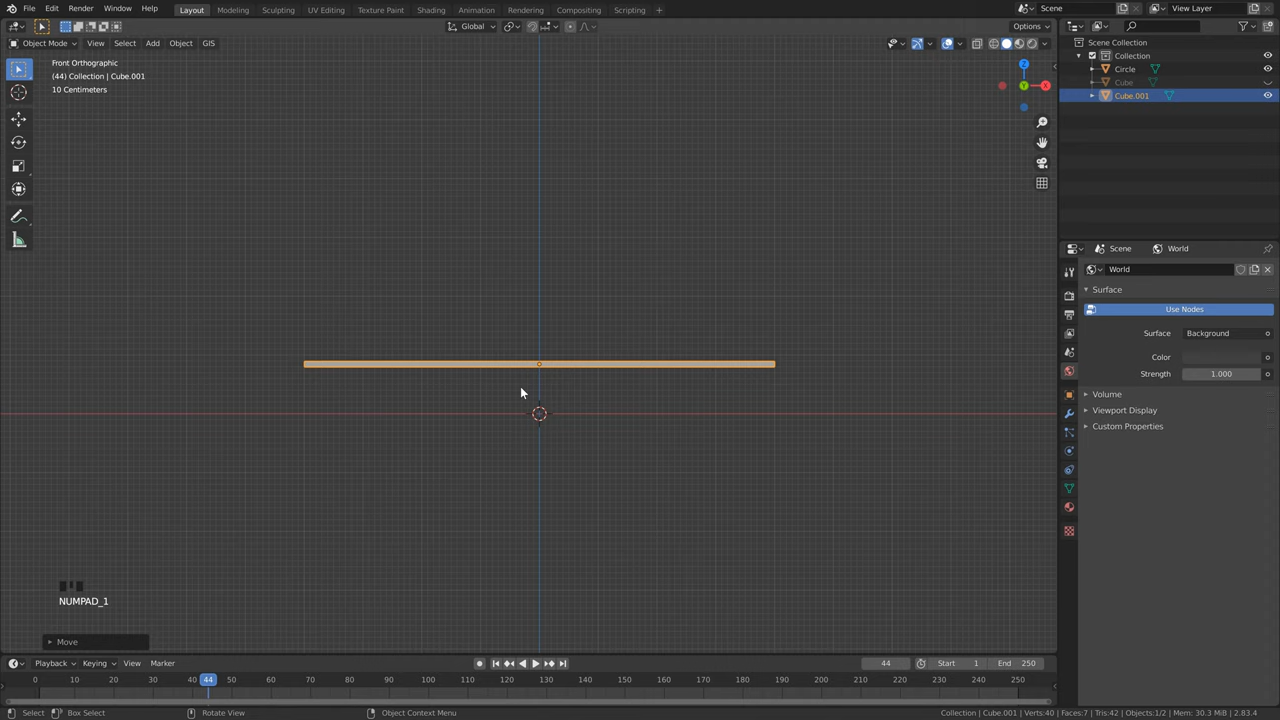 File Edit Render Window Help Layout Modeling Sculpting UV Editing Texture Paint Shading Animation Rendering Compositing Scripting + Scene View Layer
Global Options
Object Mode View Select Add Object GIS
Front Orthographic
(44) Collection | Cube.001
10 Centimeters
Z
Y
X
Scene Collection
Collection
Circle
Cube
Cube.001
Scene World
World
Surface
Use Nodes
Surface Background
Color
Strength 1.000
Volume
Viewport Display
Custom Properties
NUMPAD_1
Move
Playback Keying View Marker 44 Start 1 End 250
0 10 20 30 40 44 50 60 70 80 90 100 110 120 130 140 150 160 170 180 190 200 210 220 230 240 250
Select Box Select Rotate View Object Context Menu Collection | Cube.001 | Verts:40 | Faces:7 | Tris:42 | Objects:1/2 | Mem: 30.3 MiB | 2.83.4